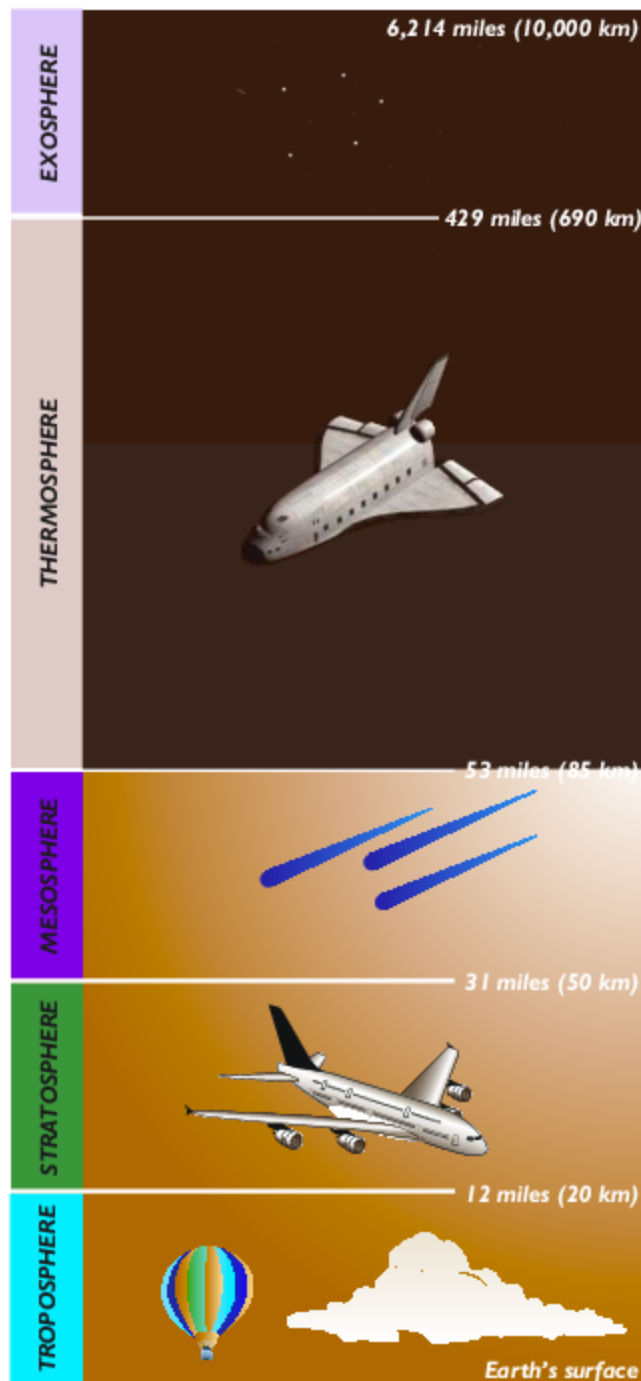 6,214 miles (10,000 km)
EXOSPHERE
429 miles (690 km)
THERMOSPHERE
53 miles (85 km)
MESOSPHERE
31 miles (50 km)
STRATOSPHERE
12 miles (20 km)
TROPOSPHERE
Earth's surface